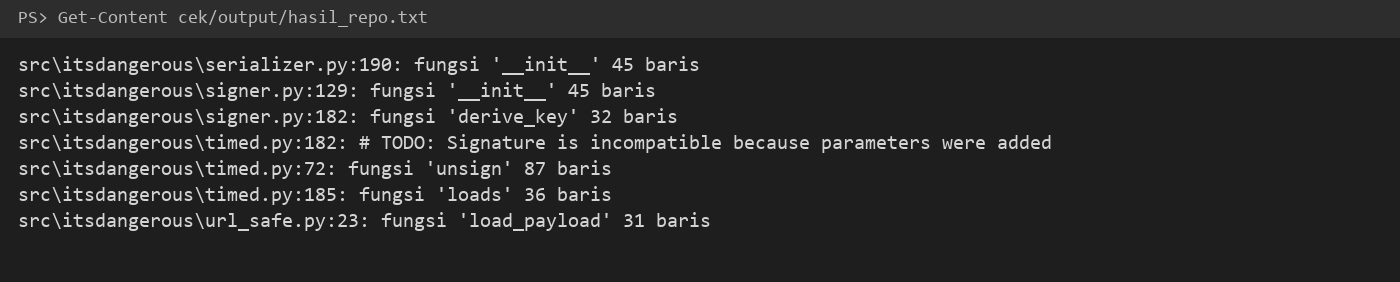 PS> Get-Content cek/output/hasil_repo.txt
src\itsdangerous\serializer.py:190: fungsi '__init__' 45 baris
src\itsdangerous\signer.py:129: fungsi '__init__' 45 baris
src\itsdangerous\signer.py:182: fungsi 'derive_key' 32 baris
src\itsdangerous\timed.py:182: # TODO: Signature is incompatible because parameters were added
src\itsdangerous\timed.py:72: fungsi 'unsign' 87 baris
src\itsdangerous\timed.py:185: fungsi 'loads' 36 baris
src\itsdangerous\url_safe.py:23: fungsi 'load_payload' 31 baris